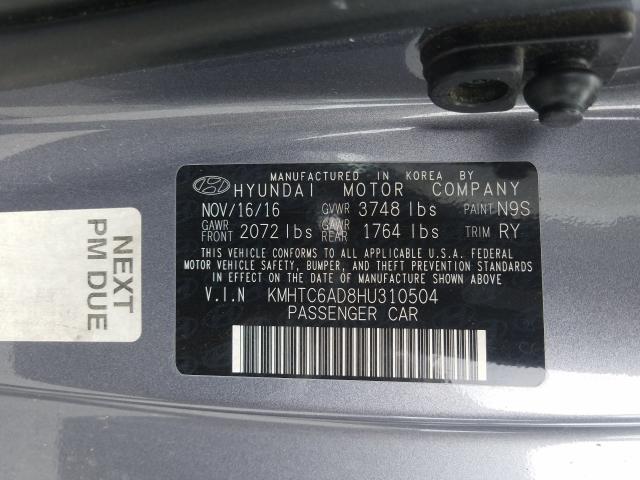 MANUFACTURED IN KOREA BY
HYUNDAI MOTOR COMPANY
NOV/16/16 GVWR 3748 lbs PAINT N9S
GAWR FRONT 2072 lbs GAWR REAR 1764 lbs TRIM RY
THIS VEHICLE CONFORMS TO ALL APPLICABLE U.S.A. FEDERAL
MOTOR VEHICLE SAFETY, BUMPER, AND THEFT PREVENTION STANDARDS
IN EFFECT ON THE DATE OF MANUFACTURE SHOWN ABOVE.
V.I.N KMHTC6AD8HU310504
PASSENGER CAR
NEXT
PM DUE